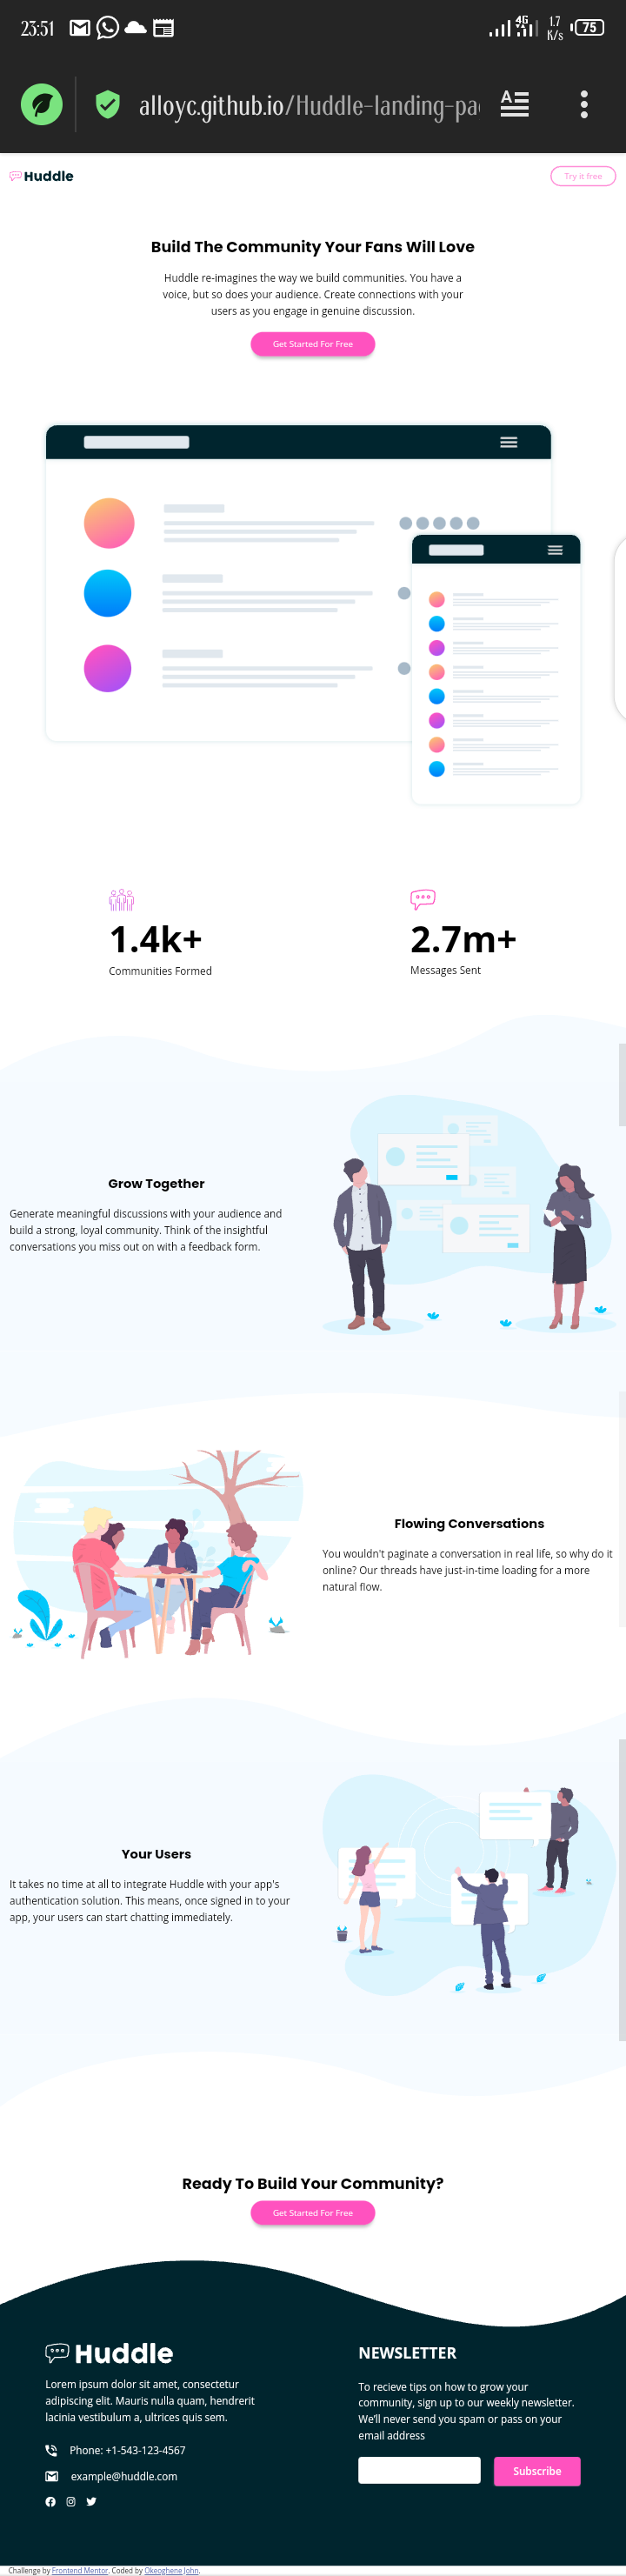 23:51
4G
1.7
K/s
75
alloyc.github.io/Huddle-landing-pa
Huddle
Try it free
Build The Community Your Fans Will Love
Huddle re-imagines the way we build communities. You have a
voice, but so does your audience. Create connections with your
users as you engage in genuine discussion.
Get Started For Free
1.4k+
Communities Formed
2.7m+
Messages Sent
Grow Together
Generate meaningful discussions with your audience and
build a strong, loyal community. Think of the insightful
conversations you miss out on with a feedback form.
Flowing Conversations
You wouldn't paginate a conversation in real life, so why do it
online? Our threads have just-in-time loading for a more
natural flow.
Your Users
It takes no time at all to integrate Huddle with your app's
authentication solution. This means, once signed in to your
app, your users can start chatting immediately.
Ready To Build Your Community?
Get Started For Free
Huddle
Lorem ipsum dolor sit amet, consectetur
adipiscing elit. Mauris nulla quam, hendrerit
lacinia vestibulum a, ultrices quis sem.
Phone: +1-543-123-4567
example@huddle.com
NEWSLETTER
To recieve tips on how to grow your
community, sign up to our weekly newsletter.
We'll never send you spam or pass on your
email address
Subscribe
Challenge by Frontend Mentor. Coded by Okeoghene John.